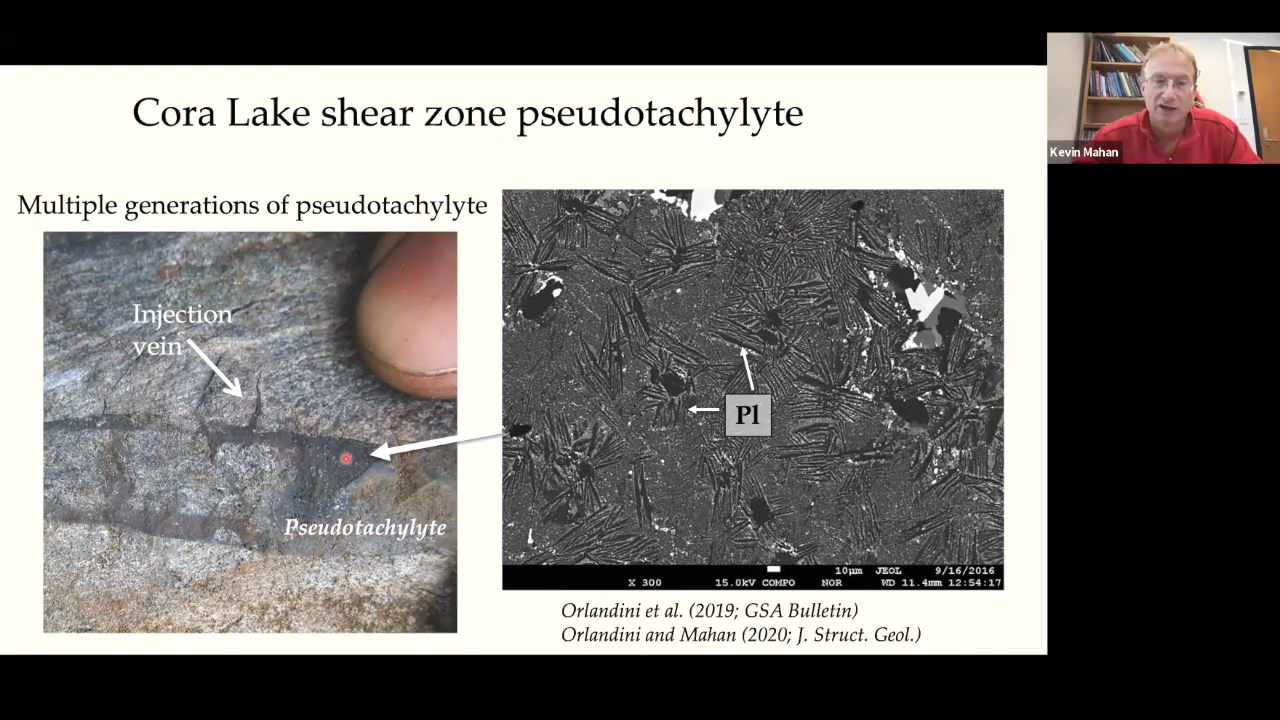 Cora Lake shear zone pseudotachylyte
Kevin Mahan
Multiple generations of pseudotachylyte
Injection
vein
Pl
Pseudotachylyte
10µm JEOL 9/16/2016
X 300 15.0kV COMPO NOR WD 11.4mm 12:54:17
Orlandini et al. (2019; GSA Bulletin)
Orlandini and Mahan (2020; J. Struct. Geol.)